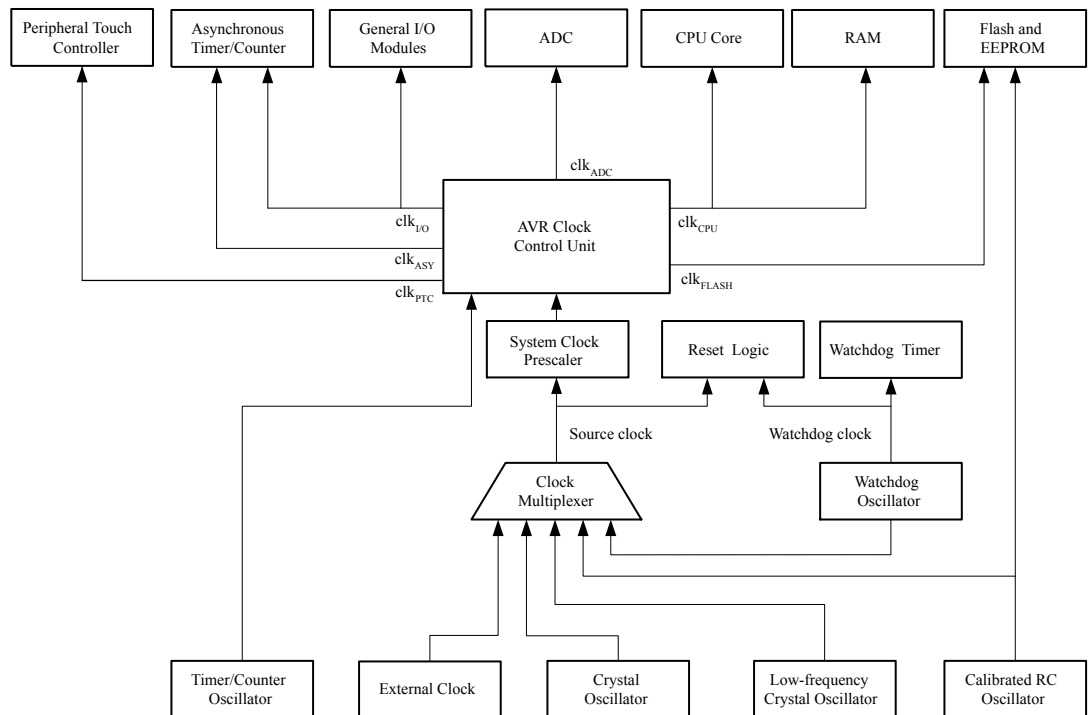 Peripheral Touch
Controller
Asynchronous
Timer/Counter
General I/O
Modules
ADC
CPU Core
RAM
Flash and
EEPROM
clkADC
AVR Clock
Control Unit
clkI/O
clkCPU
clkASY
clkFLASH
clkPTC
System Clock
Prescaler
Reset Logic
Watchdog Timer
Source clock
Watchdog clock
Clock
Multiplexer
Watchdog
Oscillator
Timer/Counter
Oscillator
External Clock
Crystal
Oscillator
Low-frequency
Crystal Oscillator
Calibrated RC
Oscillator